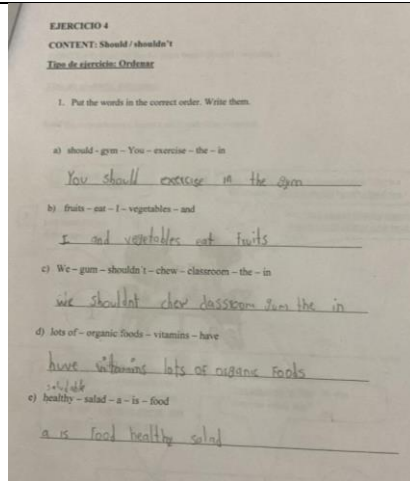 EJERCICIO 4
CONTENT: Should / shouldn't
Tipo de ejercicio: Ordenar
1. Put the words in the correct order. Write them.
a) should - gym – You – exercise – the – in
You should exercise in the gym
b) fruits – eat – I – vegetables – and
I and vegetables eat fruits
c) We – gum – shouldn't – chew – classroom – the – in
we shouldnt chew classroom gum the in
d) lots of – organic foods – vitamins – have
have vitamins lots of organic foods
saludable
e) healthy – salad – a – is – food
a is food healthy salad